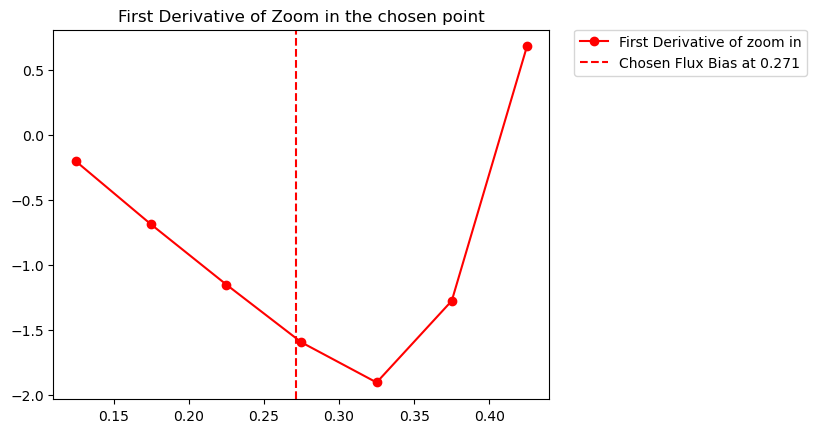 First Derivative of Zoom in the chosen point
First Derivative of zoom in
Chosen Flux Bias at 0.271
0.5
0.0
−0.5
−1.0
−1.5
−2.0
0.15 0.20 0.25 0.30 0.35 0.40